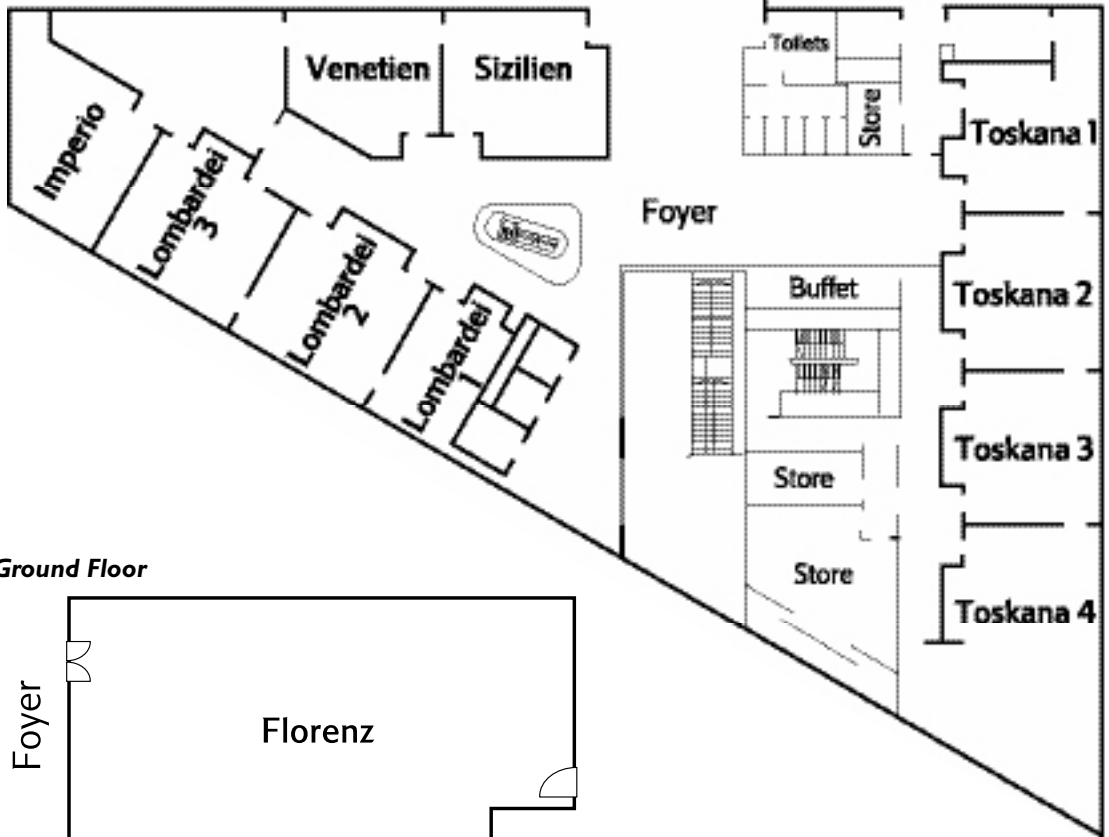 Toilets
Venetien
Sizilien
Store
Toskana 1
Imperio
Lombardei
3
Foyer
Lombardei
2
Buffet
Toskana 2
Lombardei
1
Toskana 3
Store
Ground Floor
Store
Toskana 4
Foyer
Florenz